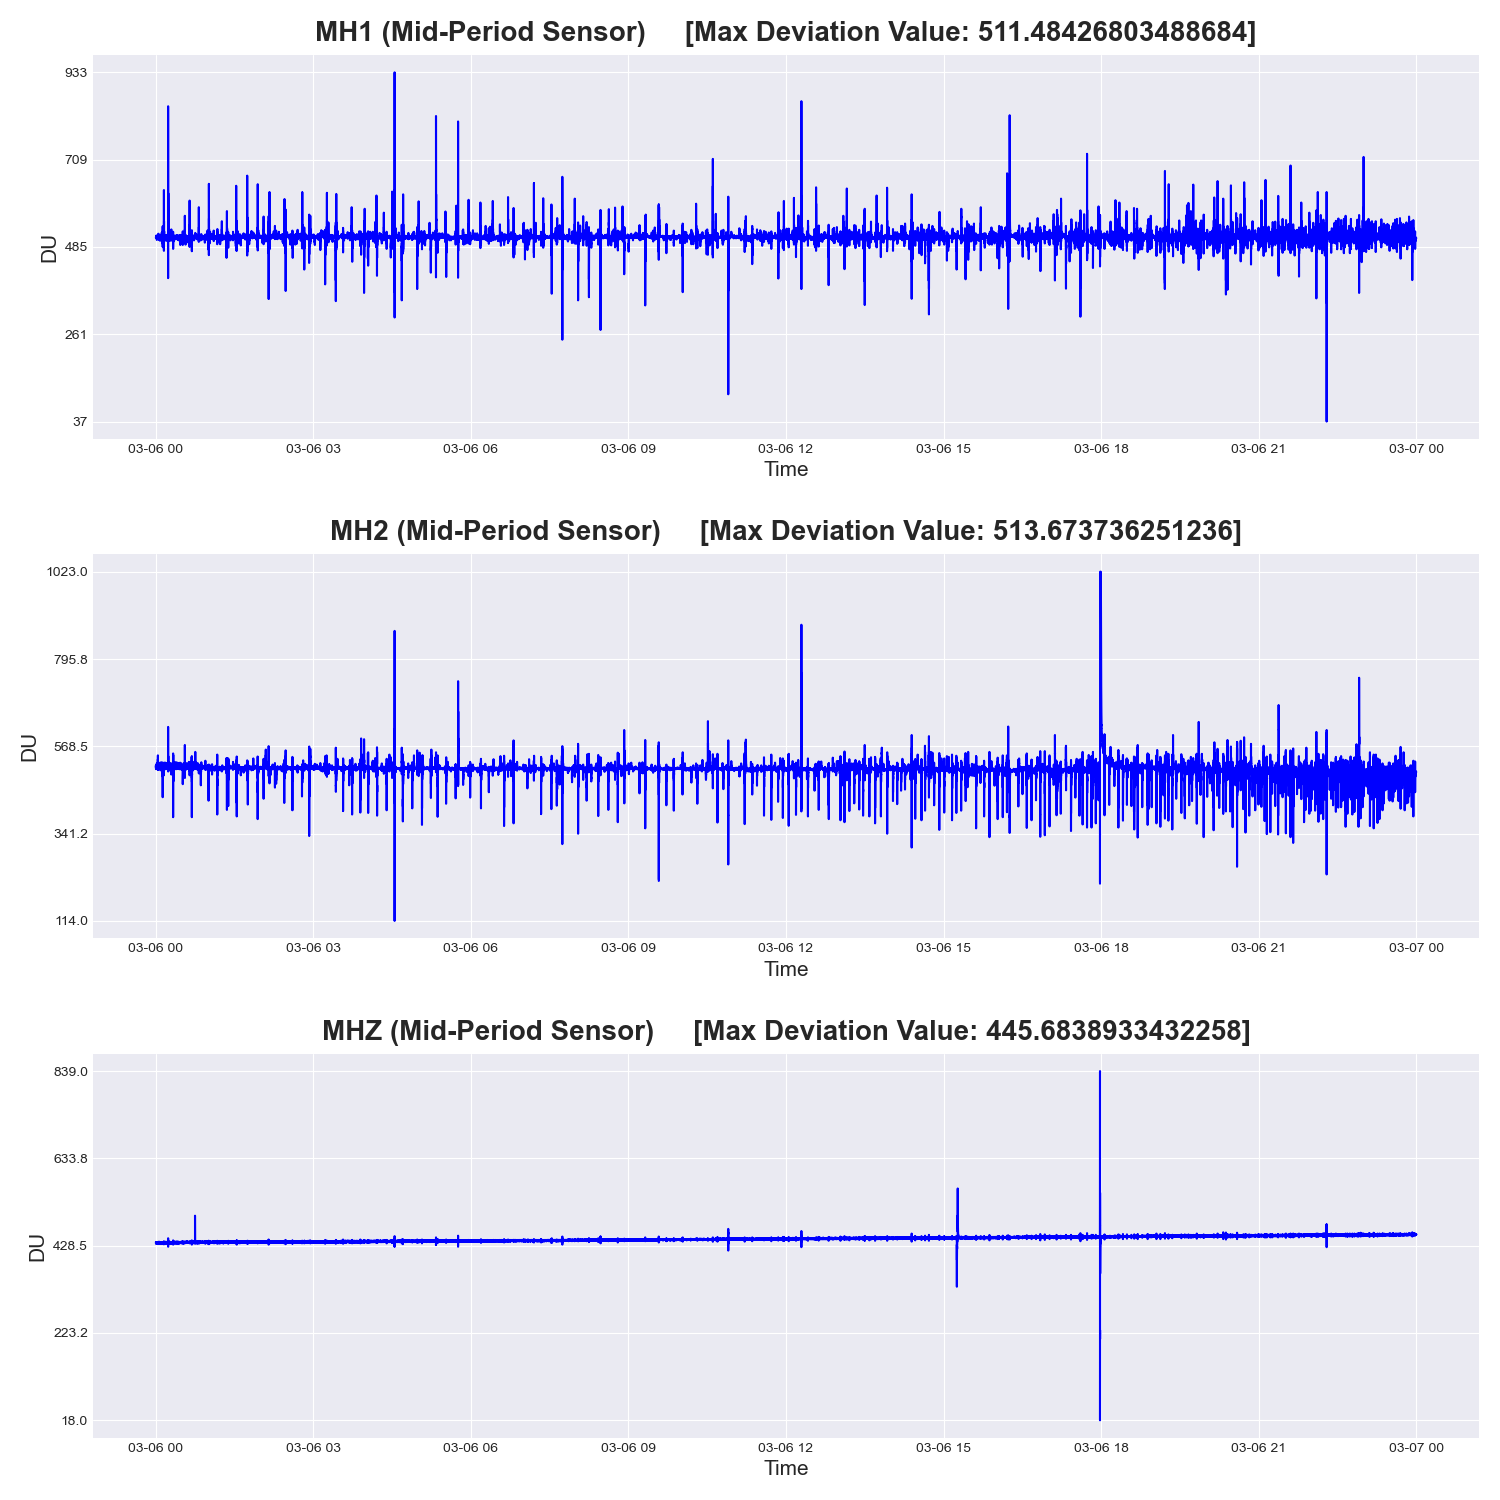 MH1 (Mid-Period Sensor) [Max Deviation Value: 511.48426803488684]
933
709
485
261
37
DU
03-06 00 03-06 03 03-06 06 03-06 09 03-06 12 03-06 15 03-06 18 03-06 21 03-07 00
Time
MH2 (Mid-Period Sensor) [Max Deviation Value: 513.673736251236]
1023.0
795.8
568.5
341.2
114.0
DU
03-06 00 03-06 03 03-06 06 03-06 09 03-06 12 03-06 15 03-06 18 03-06 21 03-07 00
Time
MHZ (Mid-Period Sensor) [Max Deviation Value: 445.6838933432258]
839.0
633.8
428.5
223.2
18.0
DU
03-06 00 03-06 03 03-06 06 03-06 09 03-06 12 03-06 15 03-06 18 03-06 21 03-07 00
Time